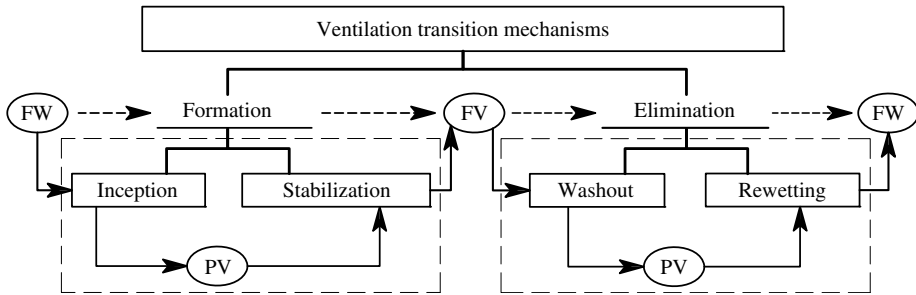 Ventilation transition mechanisms
FW
Formation
FV
Elimination
FW
Inception
Stabilization
Washout
Rewetting
PV
PV